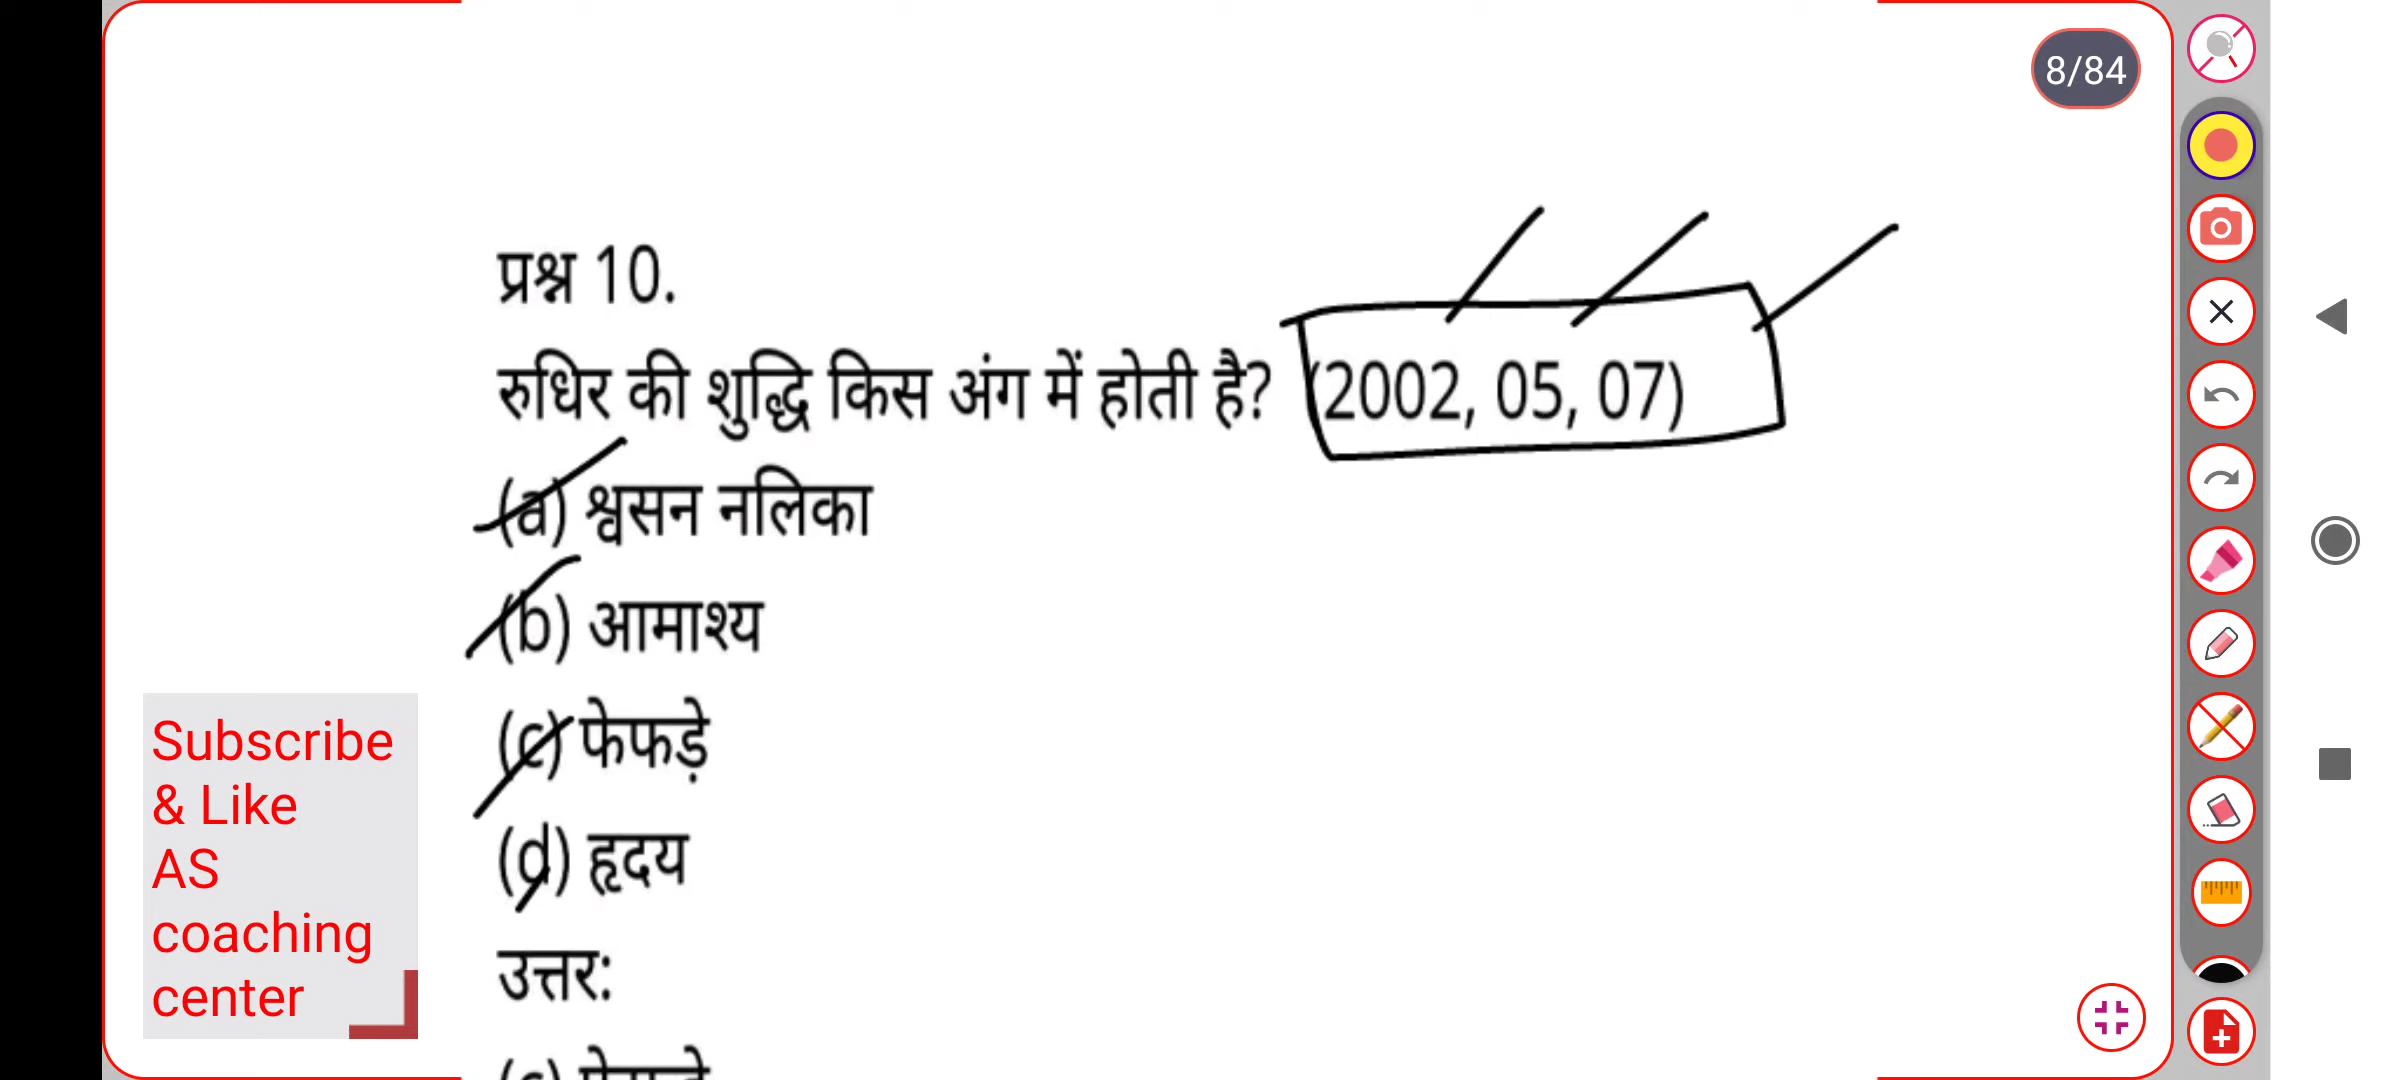 8/84
प्रश्न 10.
रुधिर की शुद्धि किस अंग में होती है? (2002, 05, 07)
(a) श्वसन नलिका
(b) आमाश्य
(c) फेफड़े
(d) हृदय
उत्तर:
Subscribe
& Like
AS
coaching
center